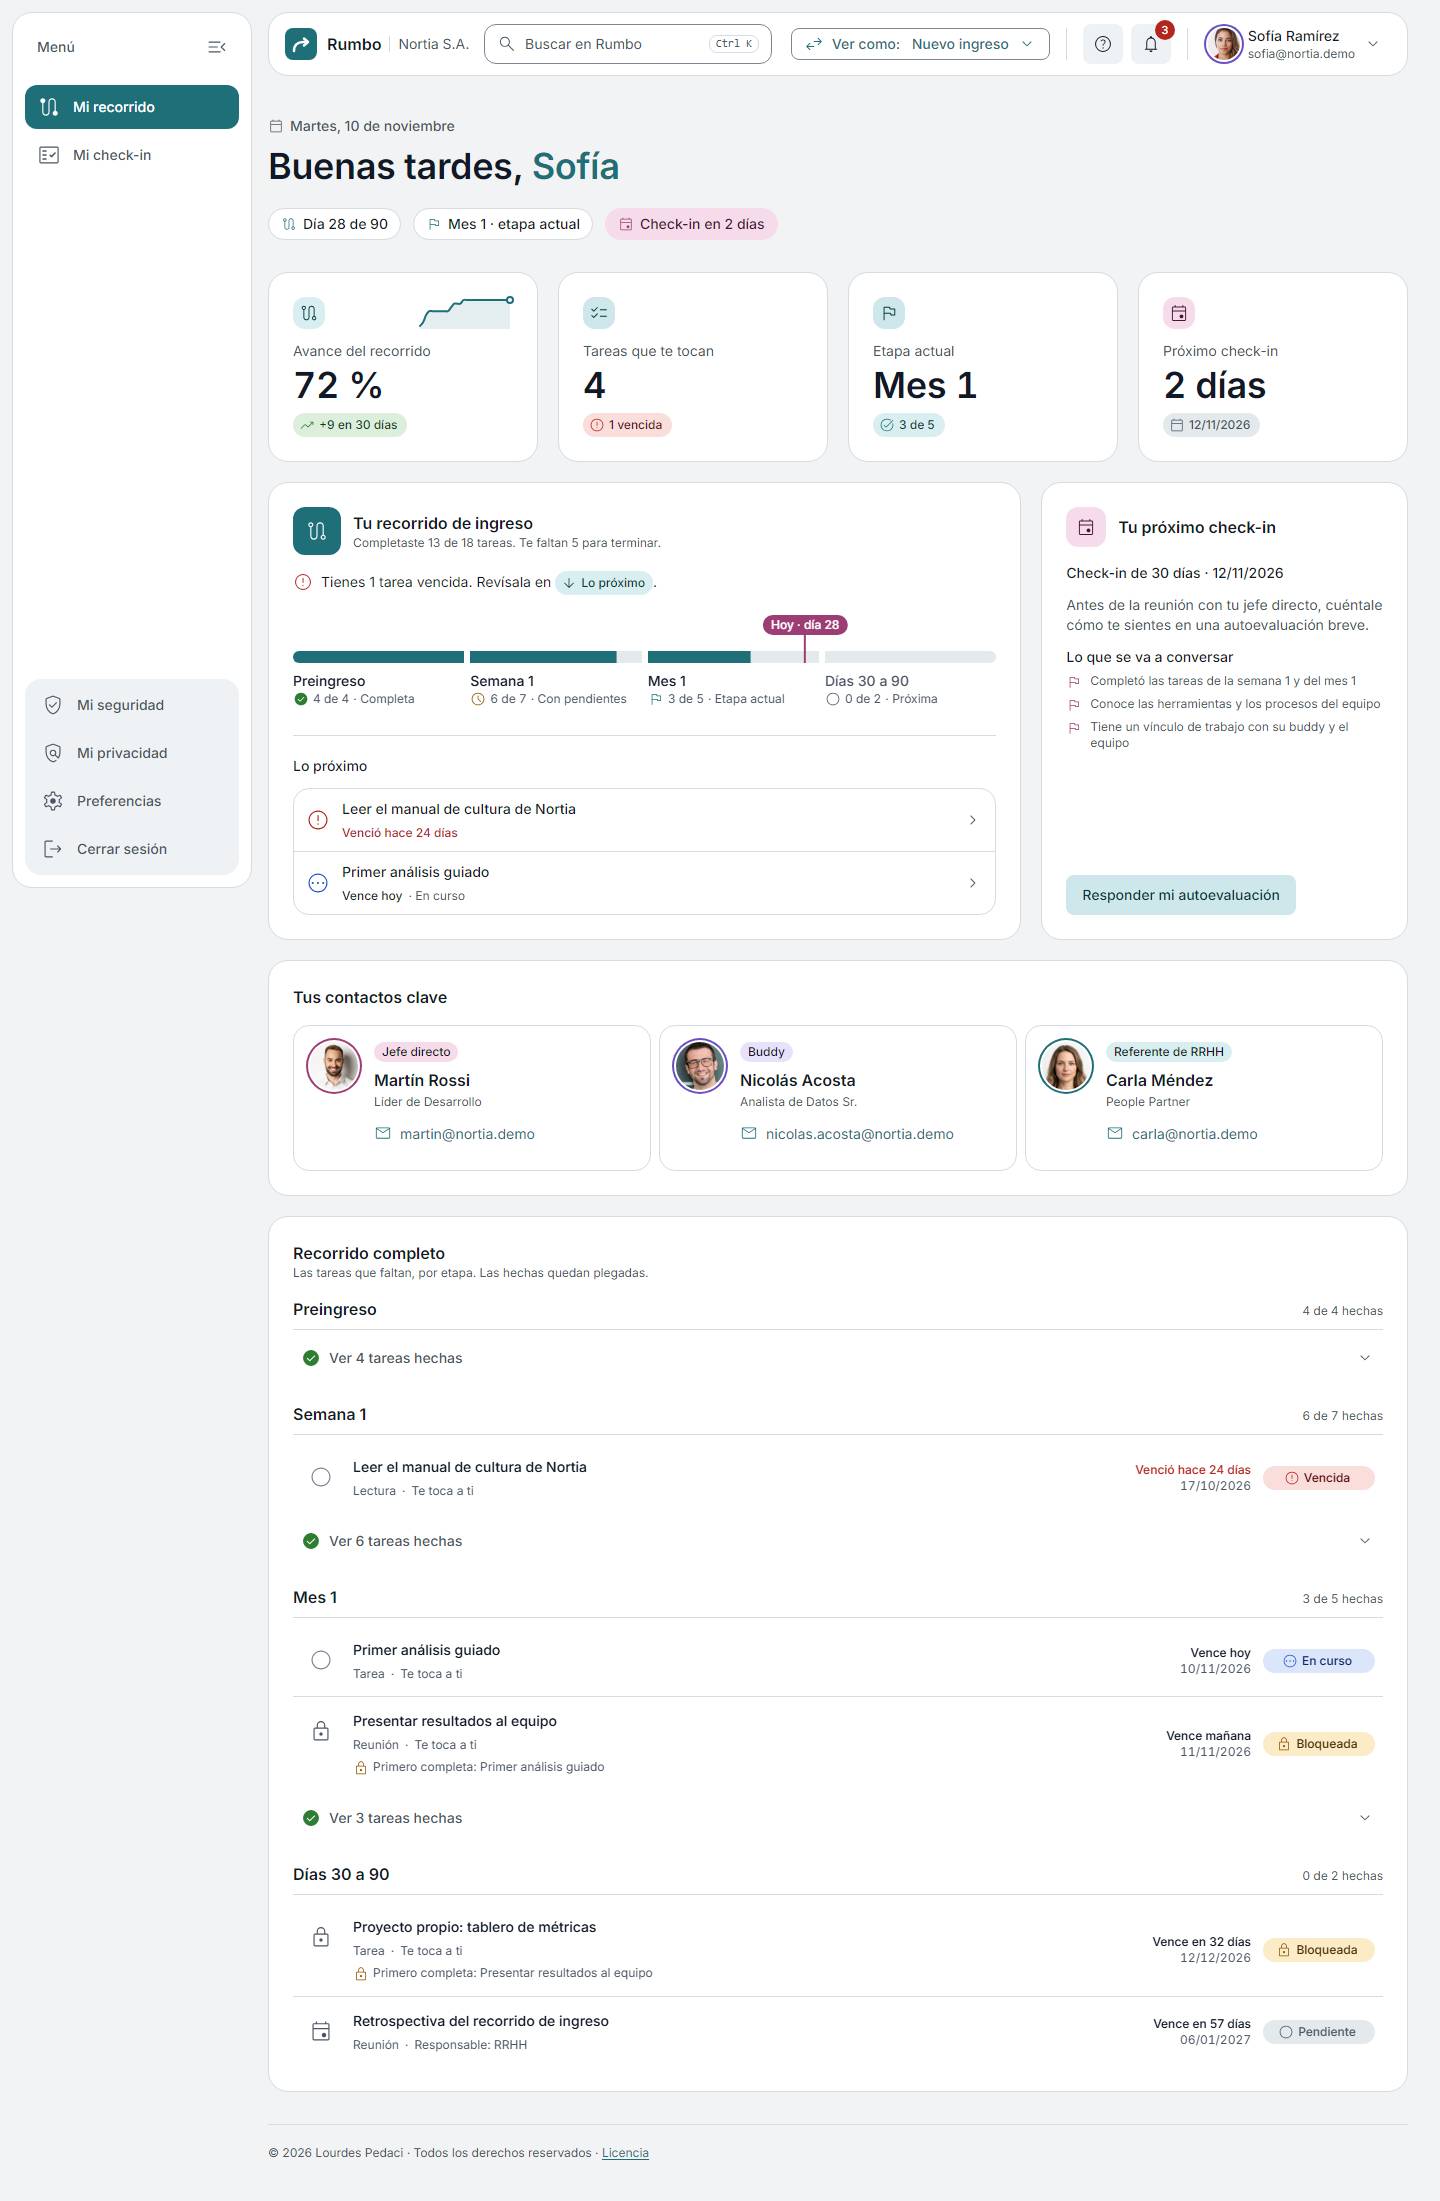 Menú
Mi recorrido
Mi check-in
Mi seguridad
Mi privacidad
Preferencias
Cerrar sesión
Rumbo
Nortia S.A.
Buscar en Rumbo
Ctrl K
Ver como: Nuevo ingreso
3
Sofía Ramírez
sofia@nortia.demo
Martes, 10 de noviembre
Buenas tardes, Sofía
Día 28 de 90
Mes 1 · etapa actual
Check-in en 2 días
Avance del recorrido
72 %
+9 en 30 días
Tareas que te tocan
4
1 vencida
Etapa actual
Mes 1
3 de 5
Próximo check-in
2 días
12/11/2026
Tu recorrido de ingreso
Completaste 13 de 18 tareas. Te faltan 5 para terminar.
Tienes 1 tarea vencida. Revísala en Lo próximo.
Hoy · día 28
Preingreso
4 de 4 · Completa
Semana 1
6 de 7 · Con pendientes
Mes 1
3 de 5 · Etapa actual
Días 30 a 90
0 de 2 · Próxima
Lo próximo
Leer el manual de cultura de Nortia
Venció hace 24 días
Primer análisis guiado
Vence hoy · En curso
Tu próximo check-in
Check-in de 30 días · 12/11/2026
Antes de la reunión con tu jefe directo, cuéntale
cómo te sientes en una autoevaluación breve.
Lo que se va a conversar
Completó las tareas de la semana 1 y del mes 1
Conoce las herramientas y los procesos del equipo
Tiene un vínculo de trabajo con su buddy y el
equipo
Responder mi autoevaluación
Tus contactos clave
Jefe directo
Martín Rossi
Líder de Desarrollo
martin@nortia.demo
Buddy
Nicolás Acosta
Analista de Datos Sr.
nicolas.acosta@nortia.demo
Referente de RRHH
Carla Méndez
People Partner
carla@nortia.demo
Recorrido completo
Las tareas que faltan, por etapa. Las hechas quedan plegadas.
Preingreso
4 de 4 hechas
Ver 4 tareas hechas
Semana 1
6 de 7 hechas
Leer el manual de cultura de Nortia
Lectura · Te toca a ti
Venció hace 24 días
17/10/2026
Vencida
Ver 6 tareas hechas
Mes 1
3 de 5 hechas
Primer análisis guiado
Tarea · Te toca a ti
Vence hoy
10/11/2026
En curso
Presentar resultados al equipo
Reunión · Te toca a ti
Primero completa: Primer análisis guiado
Vence mañana
11/11/2026
Bloqueada
Ver 3 tareas hechas
Días 30 a 90
0 de 2 hechas
Proyecto propio: tablero de métricas
Tarea · Te toca a ti
Primero completa: Presentar resultados al equipo
Vence en 32 días
12/12/2026
Bloqueada
Retrospectiva del recorrido de ingreso
Reunión · Responsable: RRHH
Vence en 57 días
06/01/2027
Pendiente
© 2026 Lourdes Pedaci · Todos los derechos reservados · Licencia